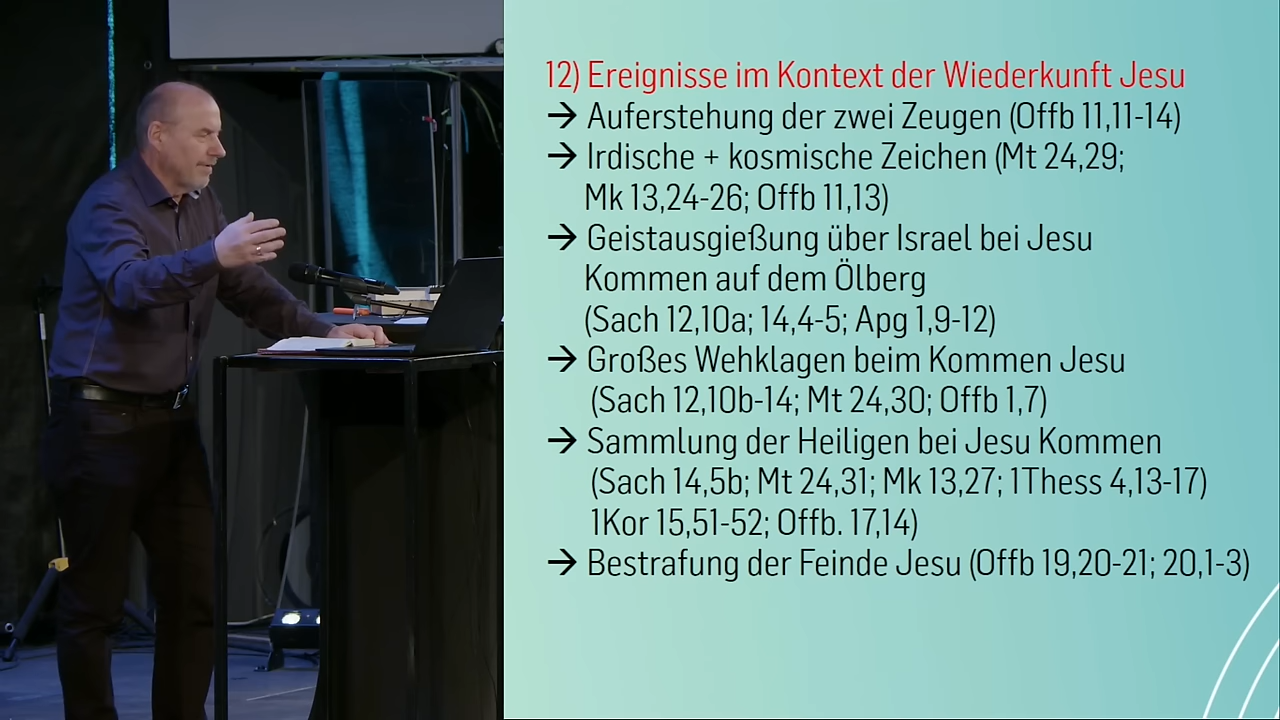 12) Ereignisse im Kontext der Wiederkunft Jesu
→ Auferstehung der zwei Zeugen (Offb 11,11-14)
→ Irdische + kosmische Zeichen (Mt 24,29;
Mk 13,24-26; Offb 11,13)
→ Geistausgießung über Israel bei Jesu
Kommen auf dem Ölberg
(Sach 12,10a; 14,4-5; Apg 1,9-12)
→ Großes Wehklagen beim Kommen Jesu
(Sach 12,10b-14; Mt 24,30; Offb 1,7)
→ Sammlung der Heiligen bei Jesu Kommen
(Sach 14,5b; Mt 24,31; Mk 13,27; 1Thess 4,13-17)
1Kor 15,51-52; Offb. 17,14)
→ Bestrafung der Feinde Jesu (Offb 19,20-21; 20,1-3)